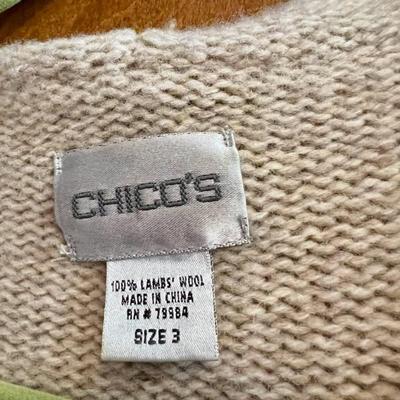 CHICO'S
100% LAMBS' WOOL
MADE IN CHINA
RN # 79984
SIZE 3